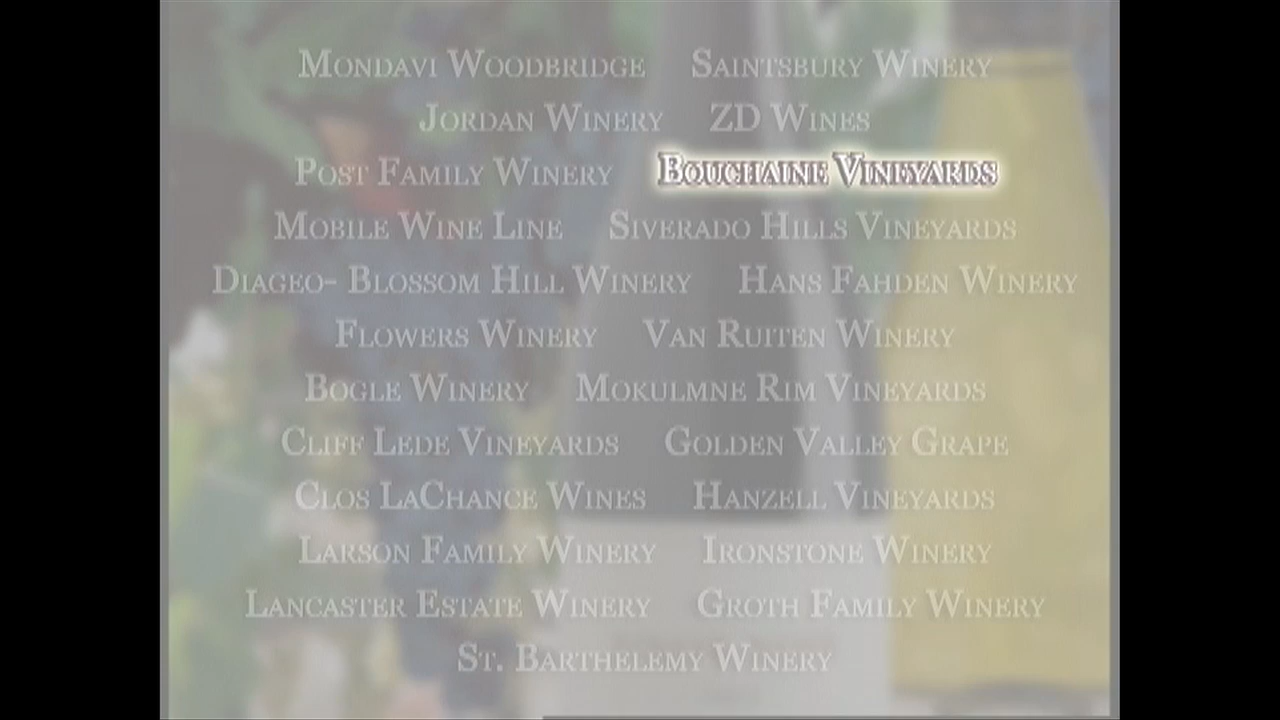 Mondavi Woodbridge Saintsbury Winery
Jordan Winery ZD Wines
Post Family Winery Bouchaine Vineyards
Mobile Wine Line Siverado Hills Vineyards
Diageo- Blossom Hill Winery Hans Fahden Winery
Flowers Winery Van Ruiten Winery
Bogle Winery Mokulmne Rim Vineyards
Cliff Lede Vineyards Golden Valley Grape
Clos LaChance Wines Hanzell Vineyards
Larson Family Winery Ironstone Winery
Lancaster Estate Winery Groth Family Winery
St. Barthelemy Winery